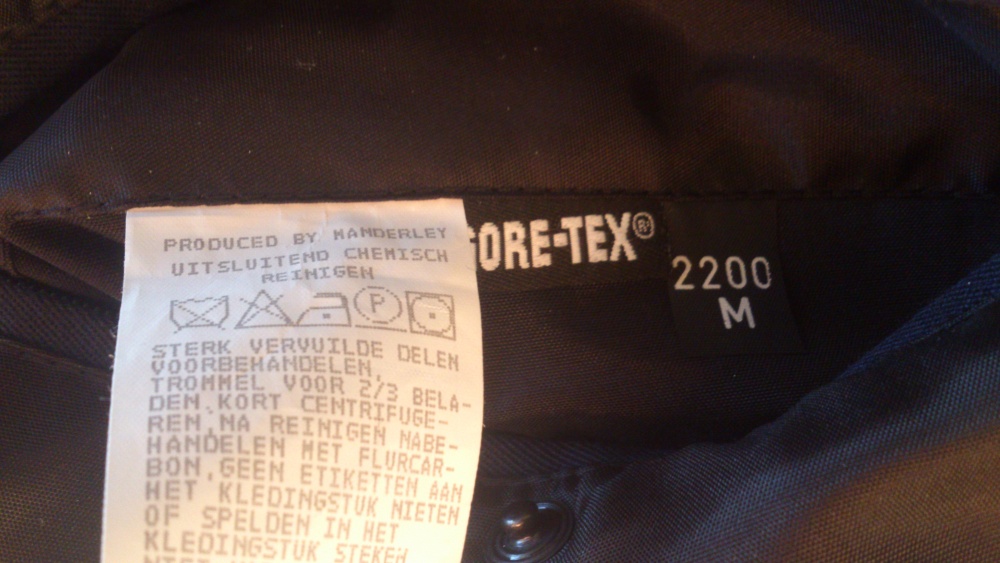 PRODUCED BY MANDERLEY
UITSLUITEND CHEMISCH
REINIGEN
P
STERK VERVUILDE DELEN
VOORBEHANDELEN,
TROMMEL VOOR 2/3 BELA-
DEN.KORT CENTRIFUGE-
REN.NA REINIGEN NABE-
HANDELEN MET FLURCAR-
BON.GEEN ETIKETTEN AAN
HET KLEDINGSTUK NIETEN
OF SPELDEN IN HET
KLEDINGSTUK STEKEN
ORE-TEX®
2200
M